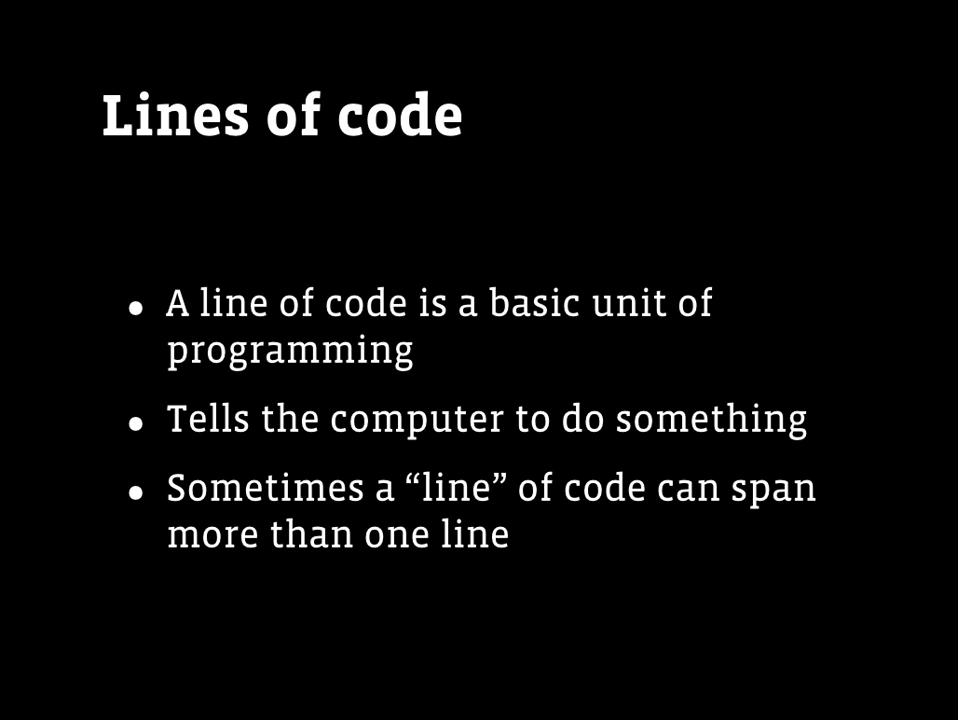 Lines of code
• A line of code is a basic unit of
programming
• Tells the computer to do something
• Sometimes a “line” of code can span
more than one line